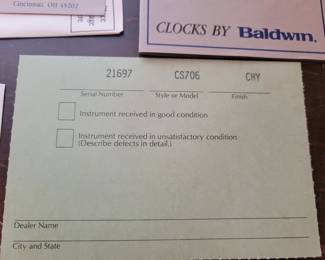 Cincinnati, OH 45202
CLOCKS BY Baldwin.
21697 CS706 CHY
Serial Number Style or Model Finish
Instrument received in good condition
Instrument received in unsatisfactory condition
(Describe defects in detail.)
Dealer Name
City and State